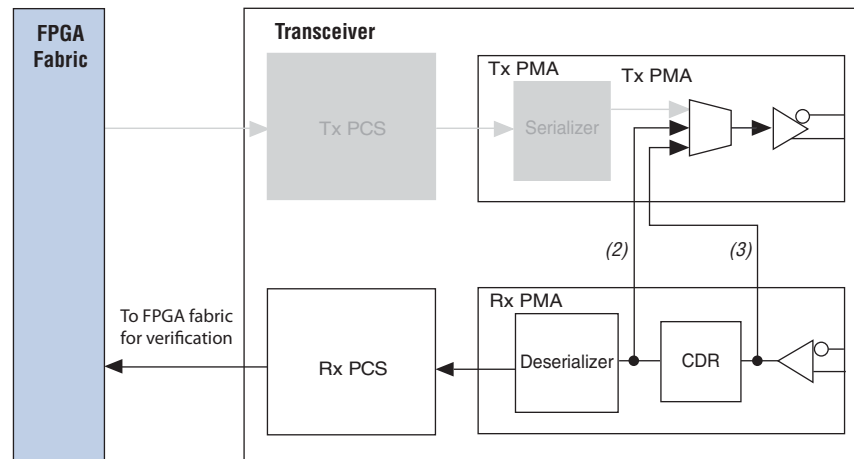 FPGA
Fabric
Transceiver
Tx PMA
Tx PMA
Tx PCS
Serializer
(2)
(3)
To FPGA fabric
for verification
Rx PMA
Rx PCS
Deserializer
CDR